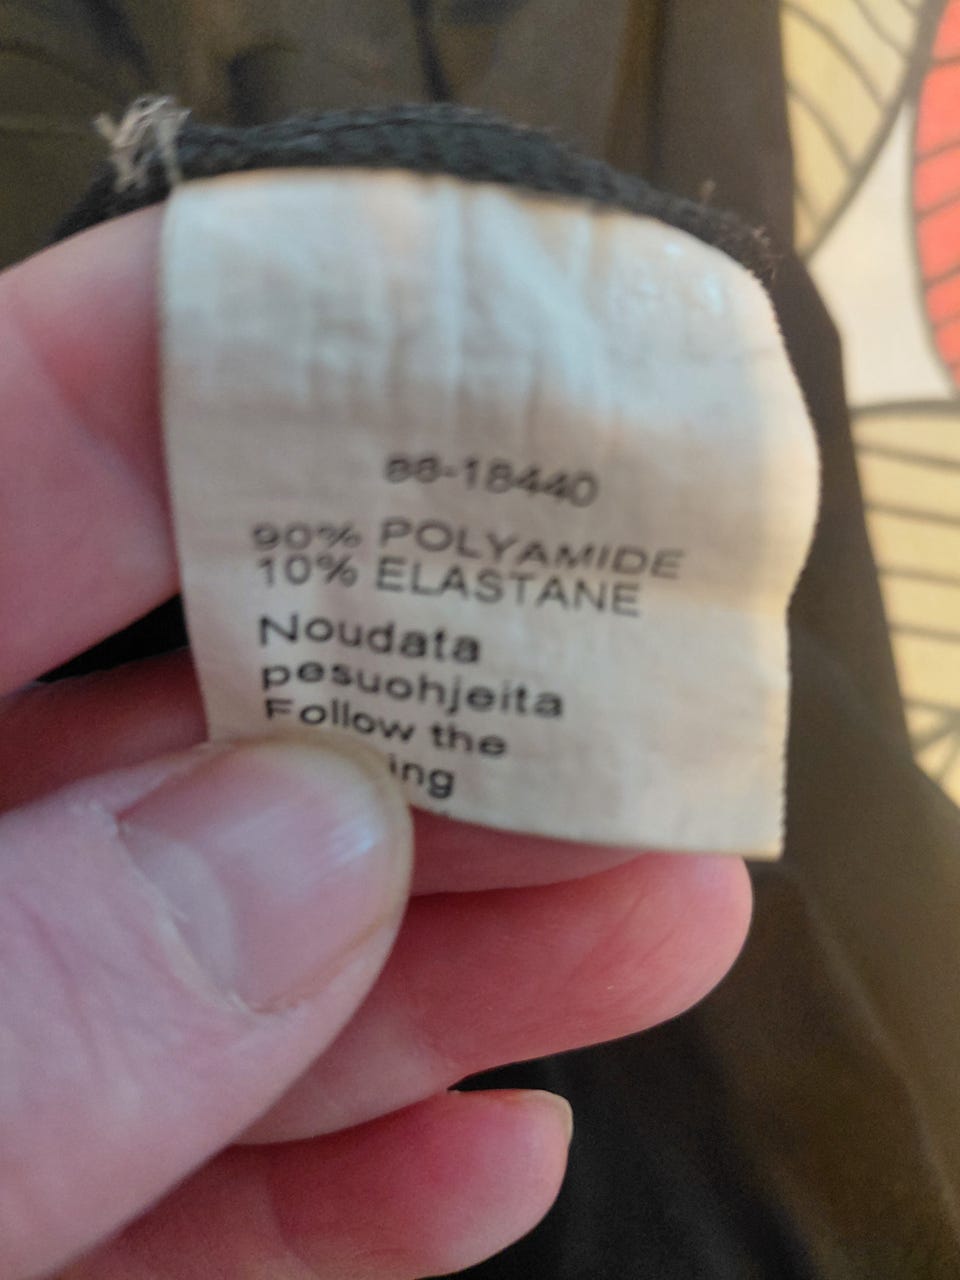 88-18440
90% POLYAMIDE
10% ELASTANE
Noudata
pesuohjeita
Follow the